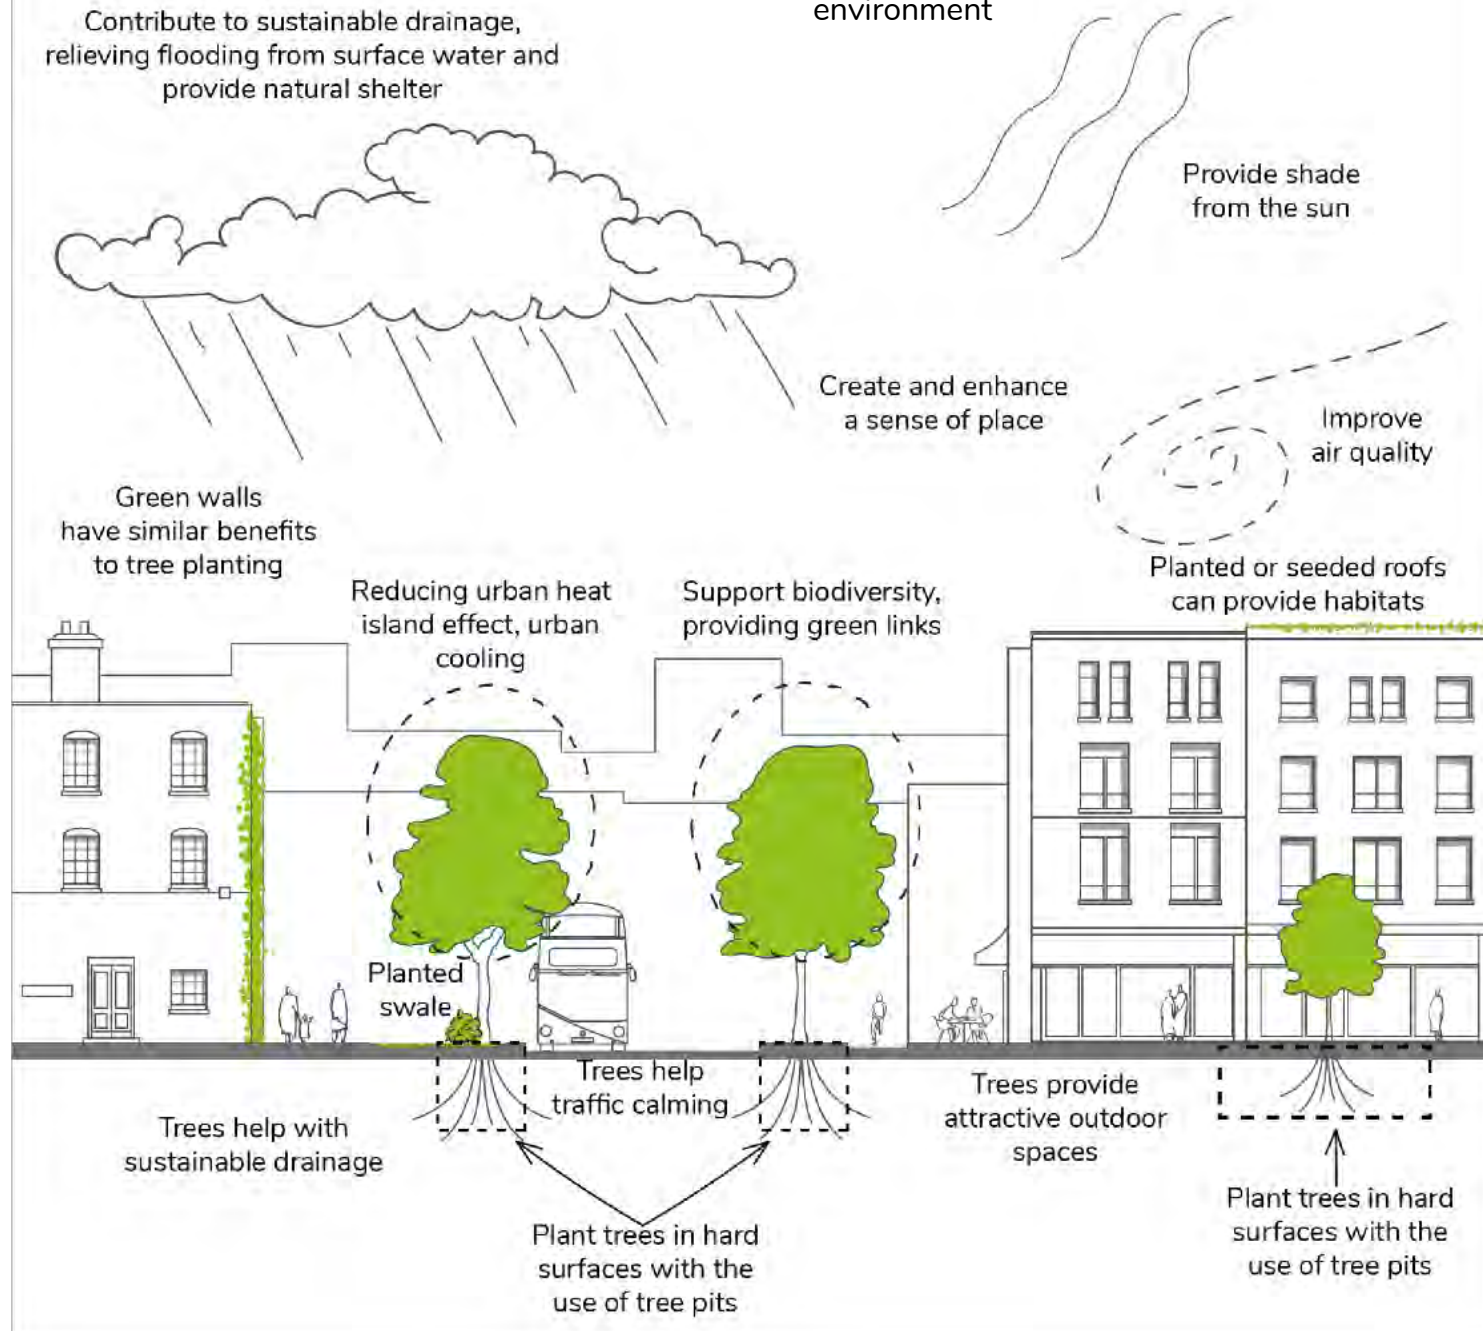 environment
Contribute to sustainable drainage,
relieving flooding from surface water and
provide natural shelter
Provide shade
from the sun
Create and enhance
a sense of place
Improve
air quality
Green walls
have similar benefits
to tree planting
Reducing urban heat
island effect, urban
cooling
Support biodiversity,
providing green links
Planted or seeded roofs
can provide habitats
Planted
swale
Trees help
traffic calming
Trees help with
sustainable drainage
Trees provide
attractive outdoor
spaces
Plant trees in hard
surfaces with the
use of tree pits
Plant trees in hard
surfaces with the
use of tree pits